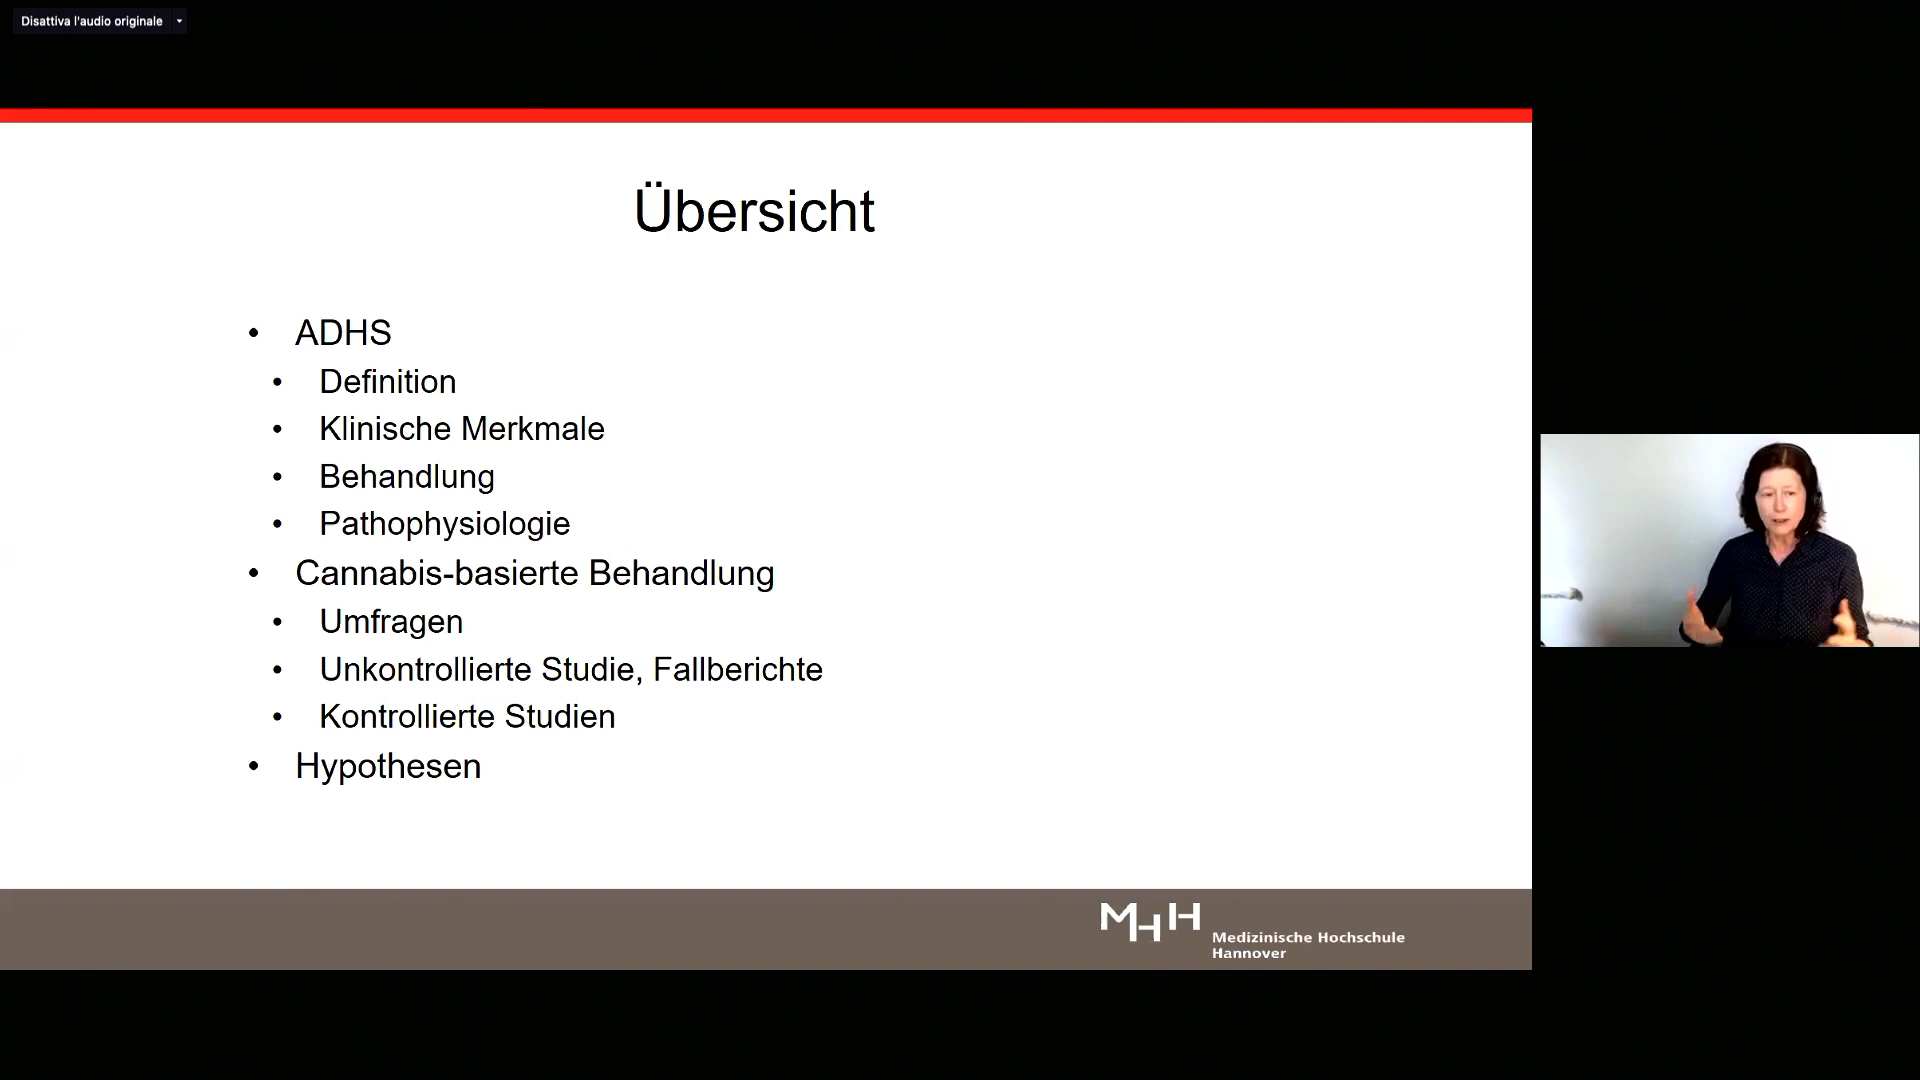 Disattiva l'audio originale
Übersicht
• ADHS
• Definition
• Klinische Merkmale
• Behandlung
• Pathophysiologie
• Cannabis-basierte Behandlung
• Umfragen
• Unkontrollierte Studie, Fallberichte
• Kontrollierte Studien
• Hypothesen
MHH
Medizinische Hochschule
Hannover